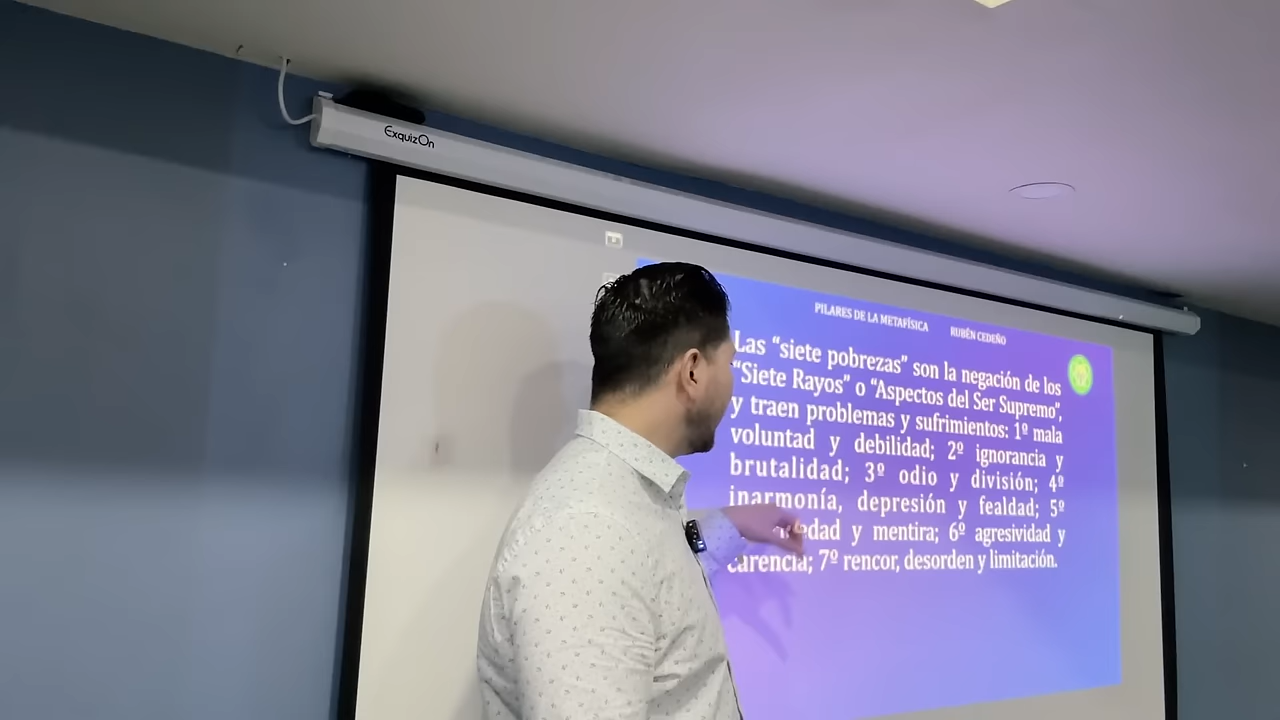 ExquizOn
PILARES DE LA METAFÍSICA RUBÉN CEDEÑO
Las “siete pobrezas” son la negación de los
“Siete Rayos” o “Aspectos del Ser Supremo”,
y traen problemas y sufrimientos: 1º mala
voluntad y debilidad; 2º ignorancia y
brutalidad; 3º odio y división; 4º
inarmonía, depresión y fealdad; 5º
y mentira; 6º agresividad y
carencia; 7º rencor, desorden y limitación.